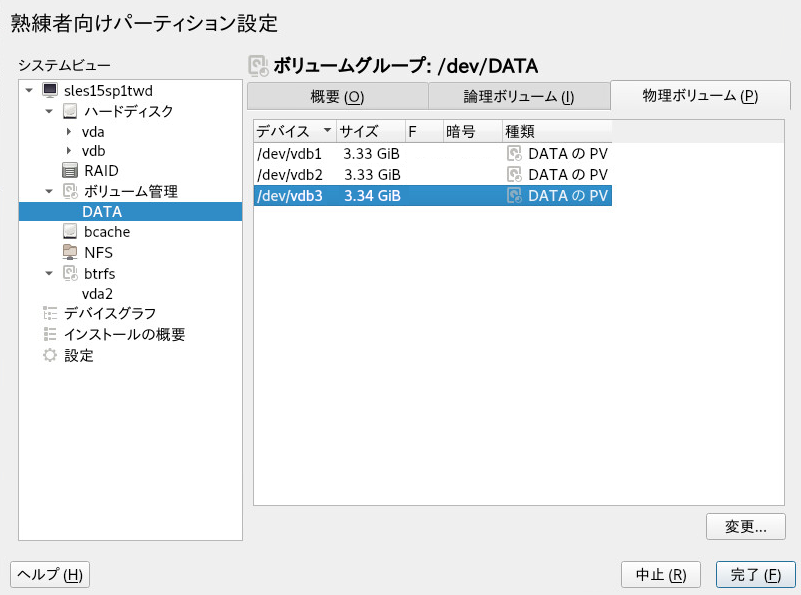 熟練者向けパーティション設定
システムビュー
sles15sp1twd
ハードディスク
vda
vdb
RAID
ボリューム管理
DATA
bcache
NFS
btrfs
vda2
デバイスグラフ
インストールの概要
設定
ボリュームグループ: /dev/DATA
概要 (O) 論理ボリューム (I) 物理ボリューム (P)
デバイス サイズ F 暗号 種類
/dev/vdb1 3.33 GiB DATA の PV
/dev/vdb2 3.33 GiB DATA の PV
/dev/vdb3 3.34 GiB DATA の PV
変更...
ヘルプ (H) 中止 (R) 完了 (F)